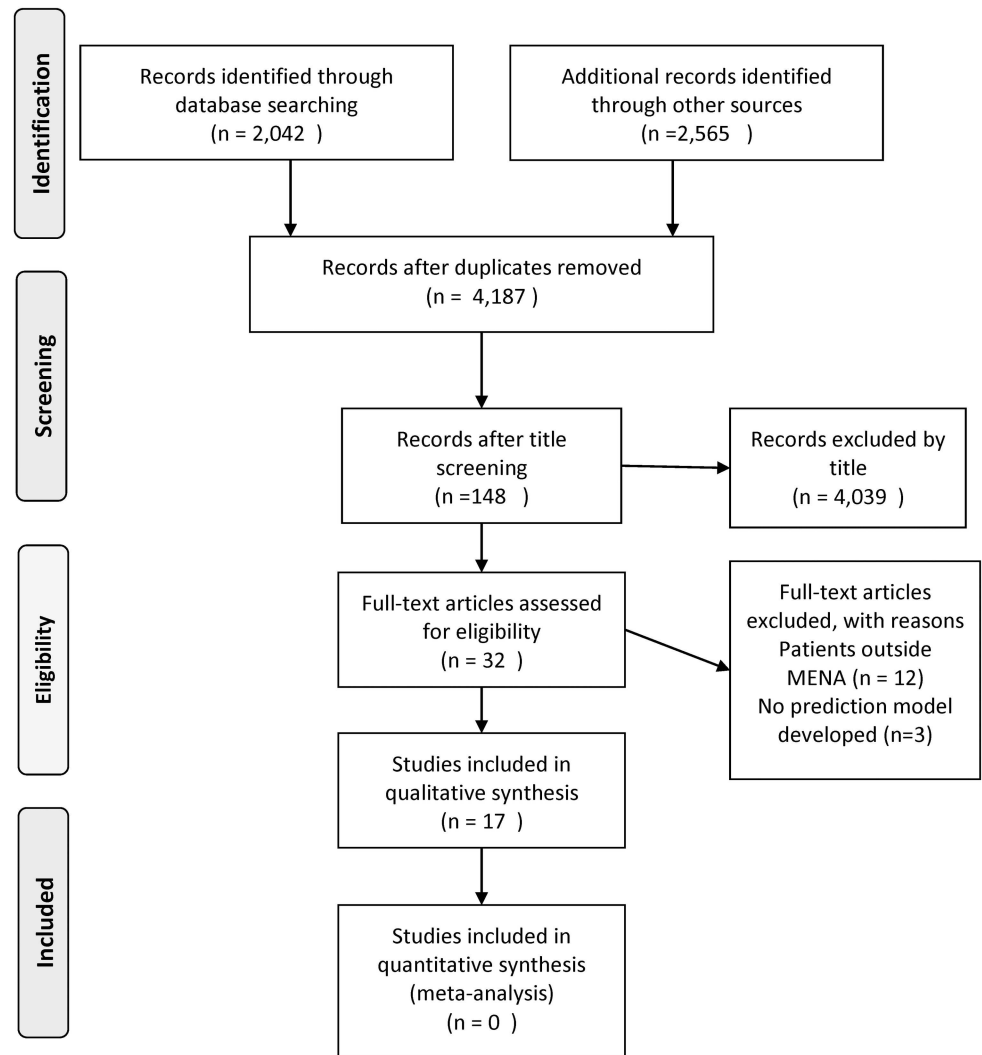 Identification
Records identified through
database searching
(n = 2,042 )
Additional records identified
through other sources
(n =2,565 )
Records after duplicates removed
(n = 4,187 )
Screening
Records after title
screening
(n =148 )
Records excluded by
title
(n = 4,039 )
Eligibility
Full-text articles assessed
for eligibility
(n = 32 )
Full-text articles
excluded, with reasons
Patients outside
MENA (n = 12)
No prediction model
developed (n=3)
Studies included in
qualitative synthesis
(n = 17 )
Included
Studies included in
quantitative synthesis
(meta-analysis)
(n = 0 )